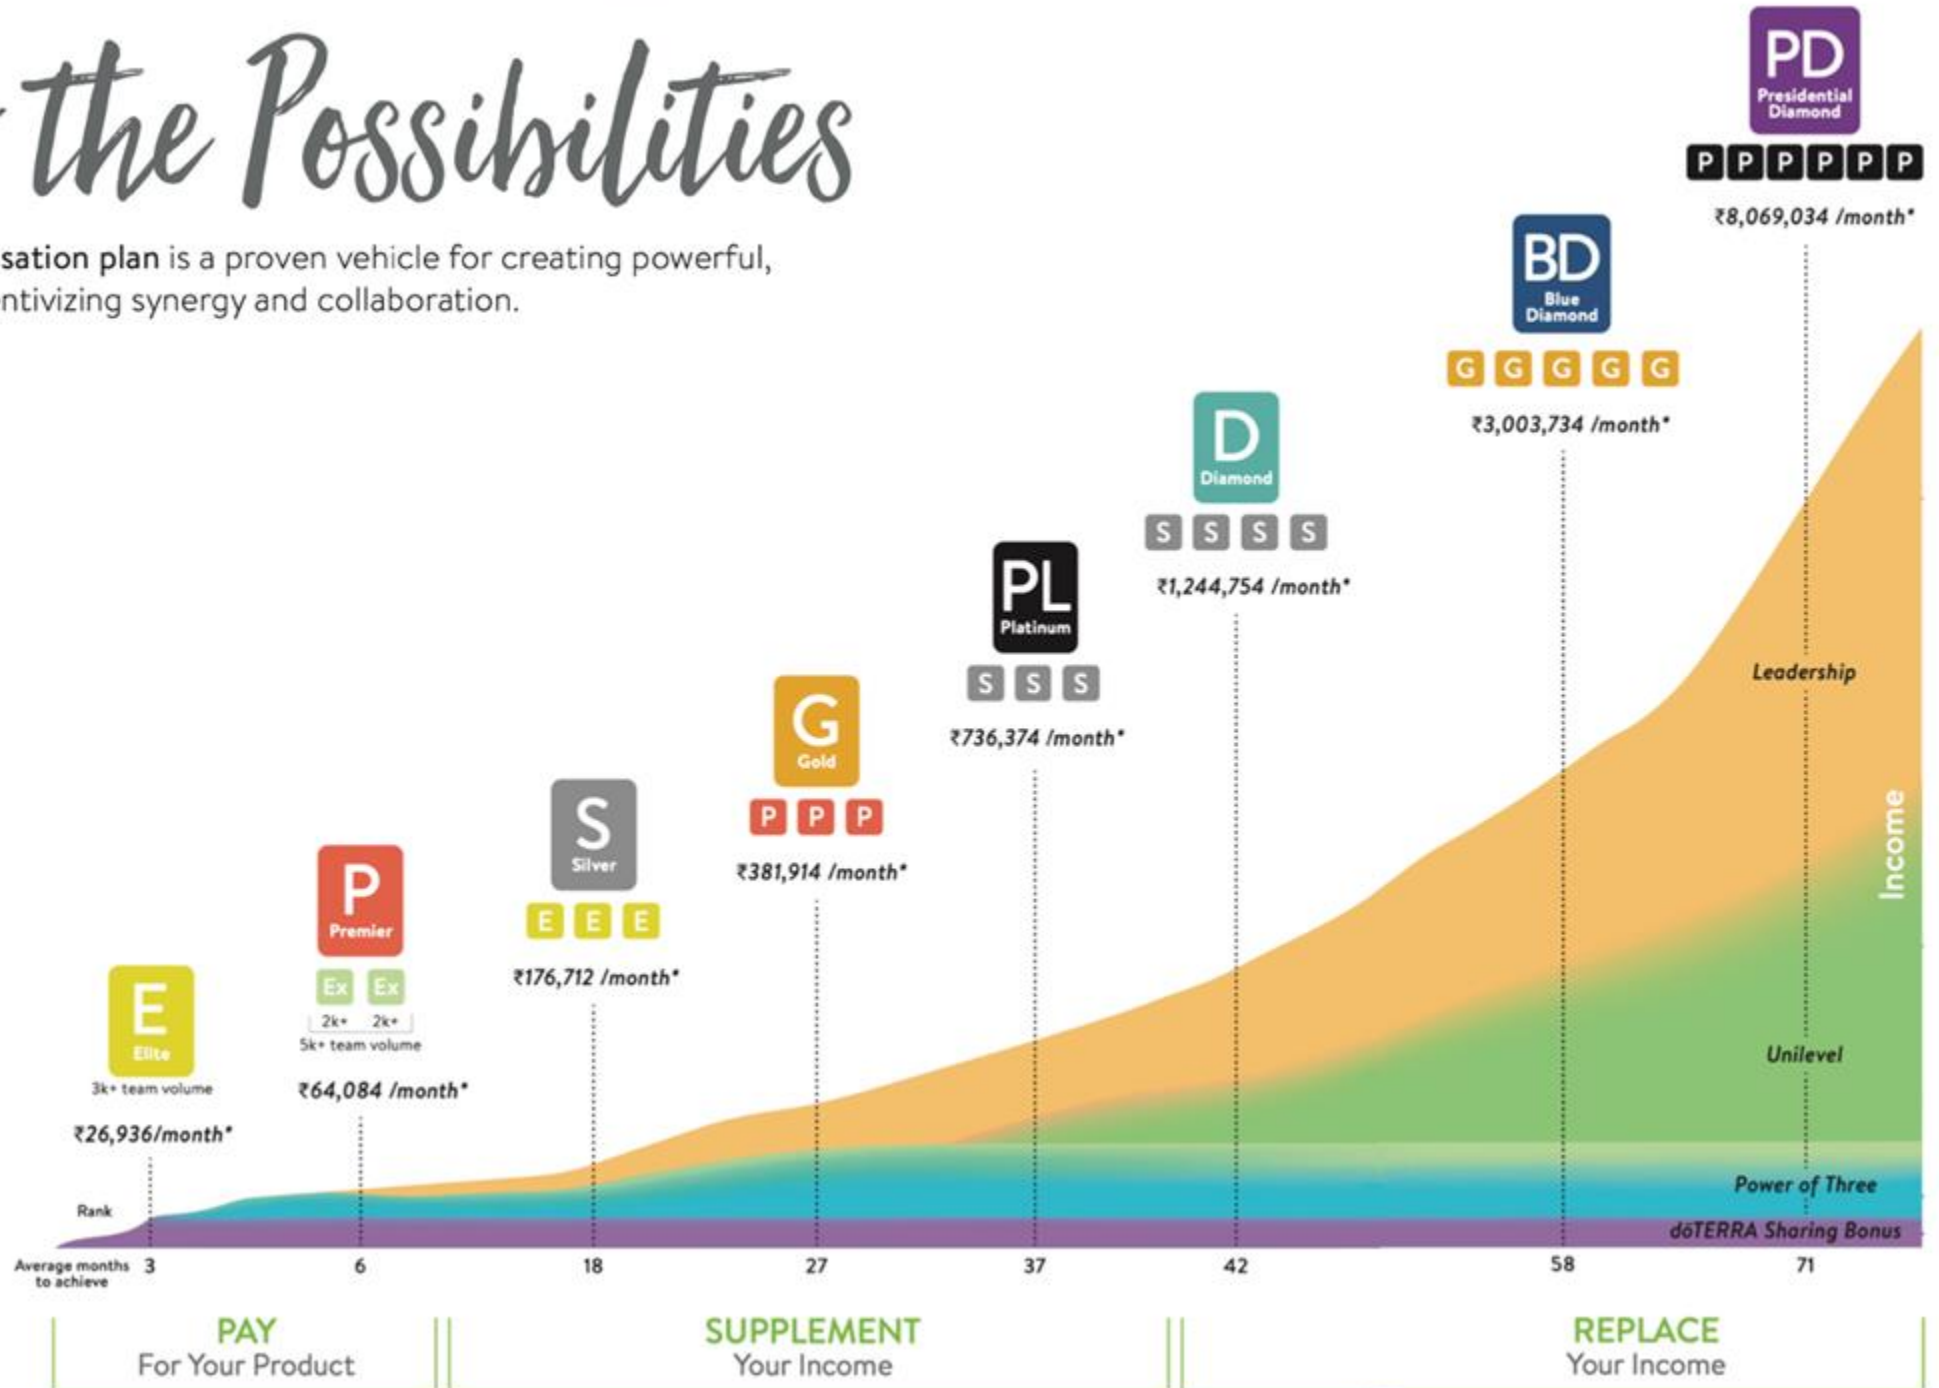 the Possibilities
sation plan is a proven vehicle for creating powerful,
ntivizing synergy and collaboration.
PD
Presidential
Diamond
P P P P P P
₹8,069,034 /month*
BD
Blue
Diamond
G G G G G
₹3,003,734 /month*
D
Diamond
S S S S
₹1,244,754 /month*
PL
Platinum
S S S
₹736,374 /month*
G
Gold
P P P
₹381,914 /month*
S
Silver
E E E
₹176,712 /month*
P
Premier
Ex Ex
2k+ 2k+
5k+ team volume
₹64,084 /month*
E
Elite
3k+ team volume
₹26,936/month*
Leadership
Income
Unilevel
Power of Three
dōTERRA Sharing Bonus
Rank
Average months
to achieve
3 6 18 27 37 42 58 71
PAY
For Your Product
SUPPLEMENT
Your Income
REPLACE
Your Income